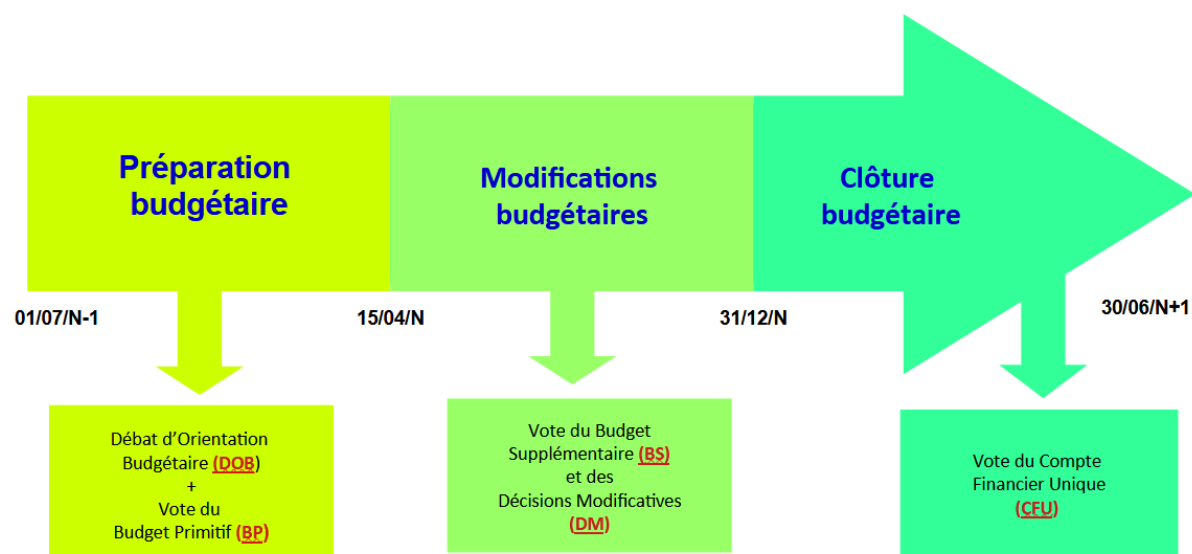 Préparation
budgétaire
Modifications
budgétaires
Clôture
budgétaire
01/07/N-1
15/04/N
31/12/N
30/06/N+1
Débat d’Orientation
Budgétaire (DOB)
+
Vote du
Budget Primitif (BP)
Vote du Budget
Supplémentaire (BS)
et des
Décisions Modificatives
(DM)
Vote du Compte
Financier Unique
(CFU)